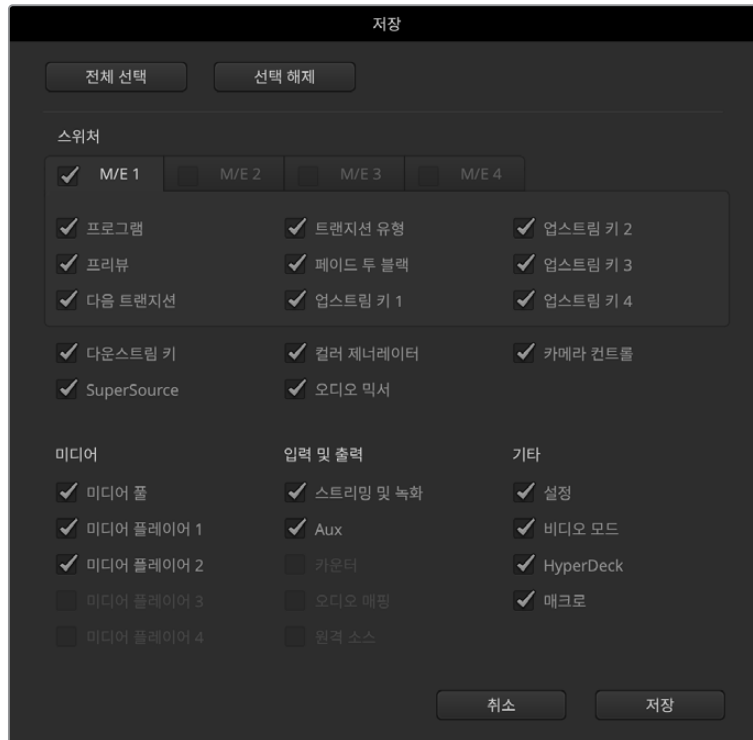 저장
전체 선택 선택 해제
스위처
M/E 1 M/E 2 M/E 3 M/E 4
프로그램 트랜지션 유형 업스트림 키 2
프리뷰 페이드 투 블랙 업스트림 키 3
다음 트랜지션 업스트림 키 1 업스트림 키 4
다운스트림 키 컬러 제너레이터 카메라 컨트롤
SuperSource 오디오 믹서
미디어 입력 및 출력 기타
미디어 풀 스트리밍 및 녹화 설정
미디어 플레이어 1 Aux 비디오 모드
미디어 플레이어 2 카운터 HyperDeck
미디어 플레이어 3 오디오 매핑 매크로
미디어 플레이어 4 원격 소스
취소 저장